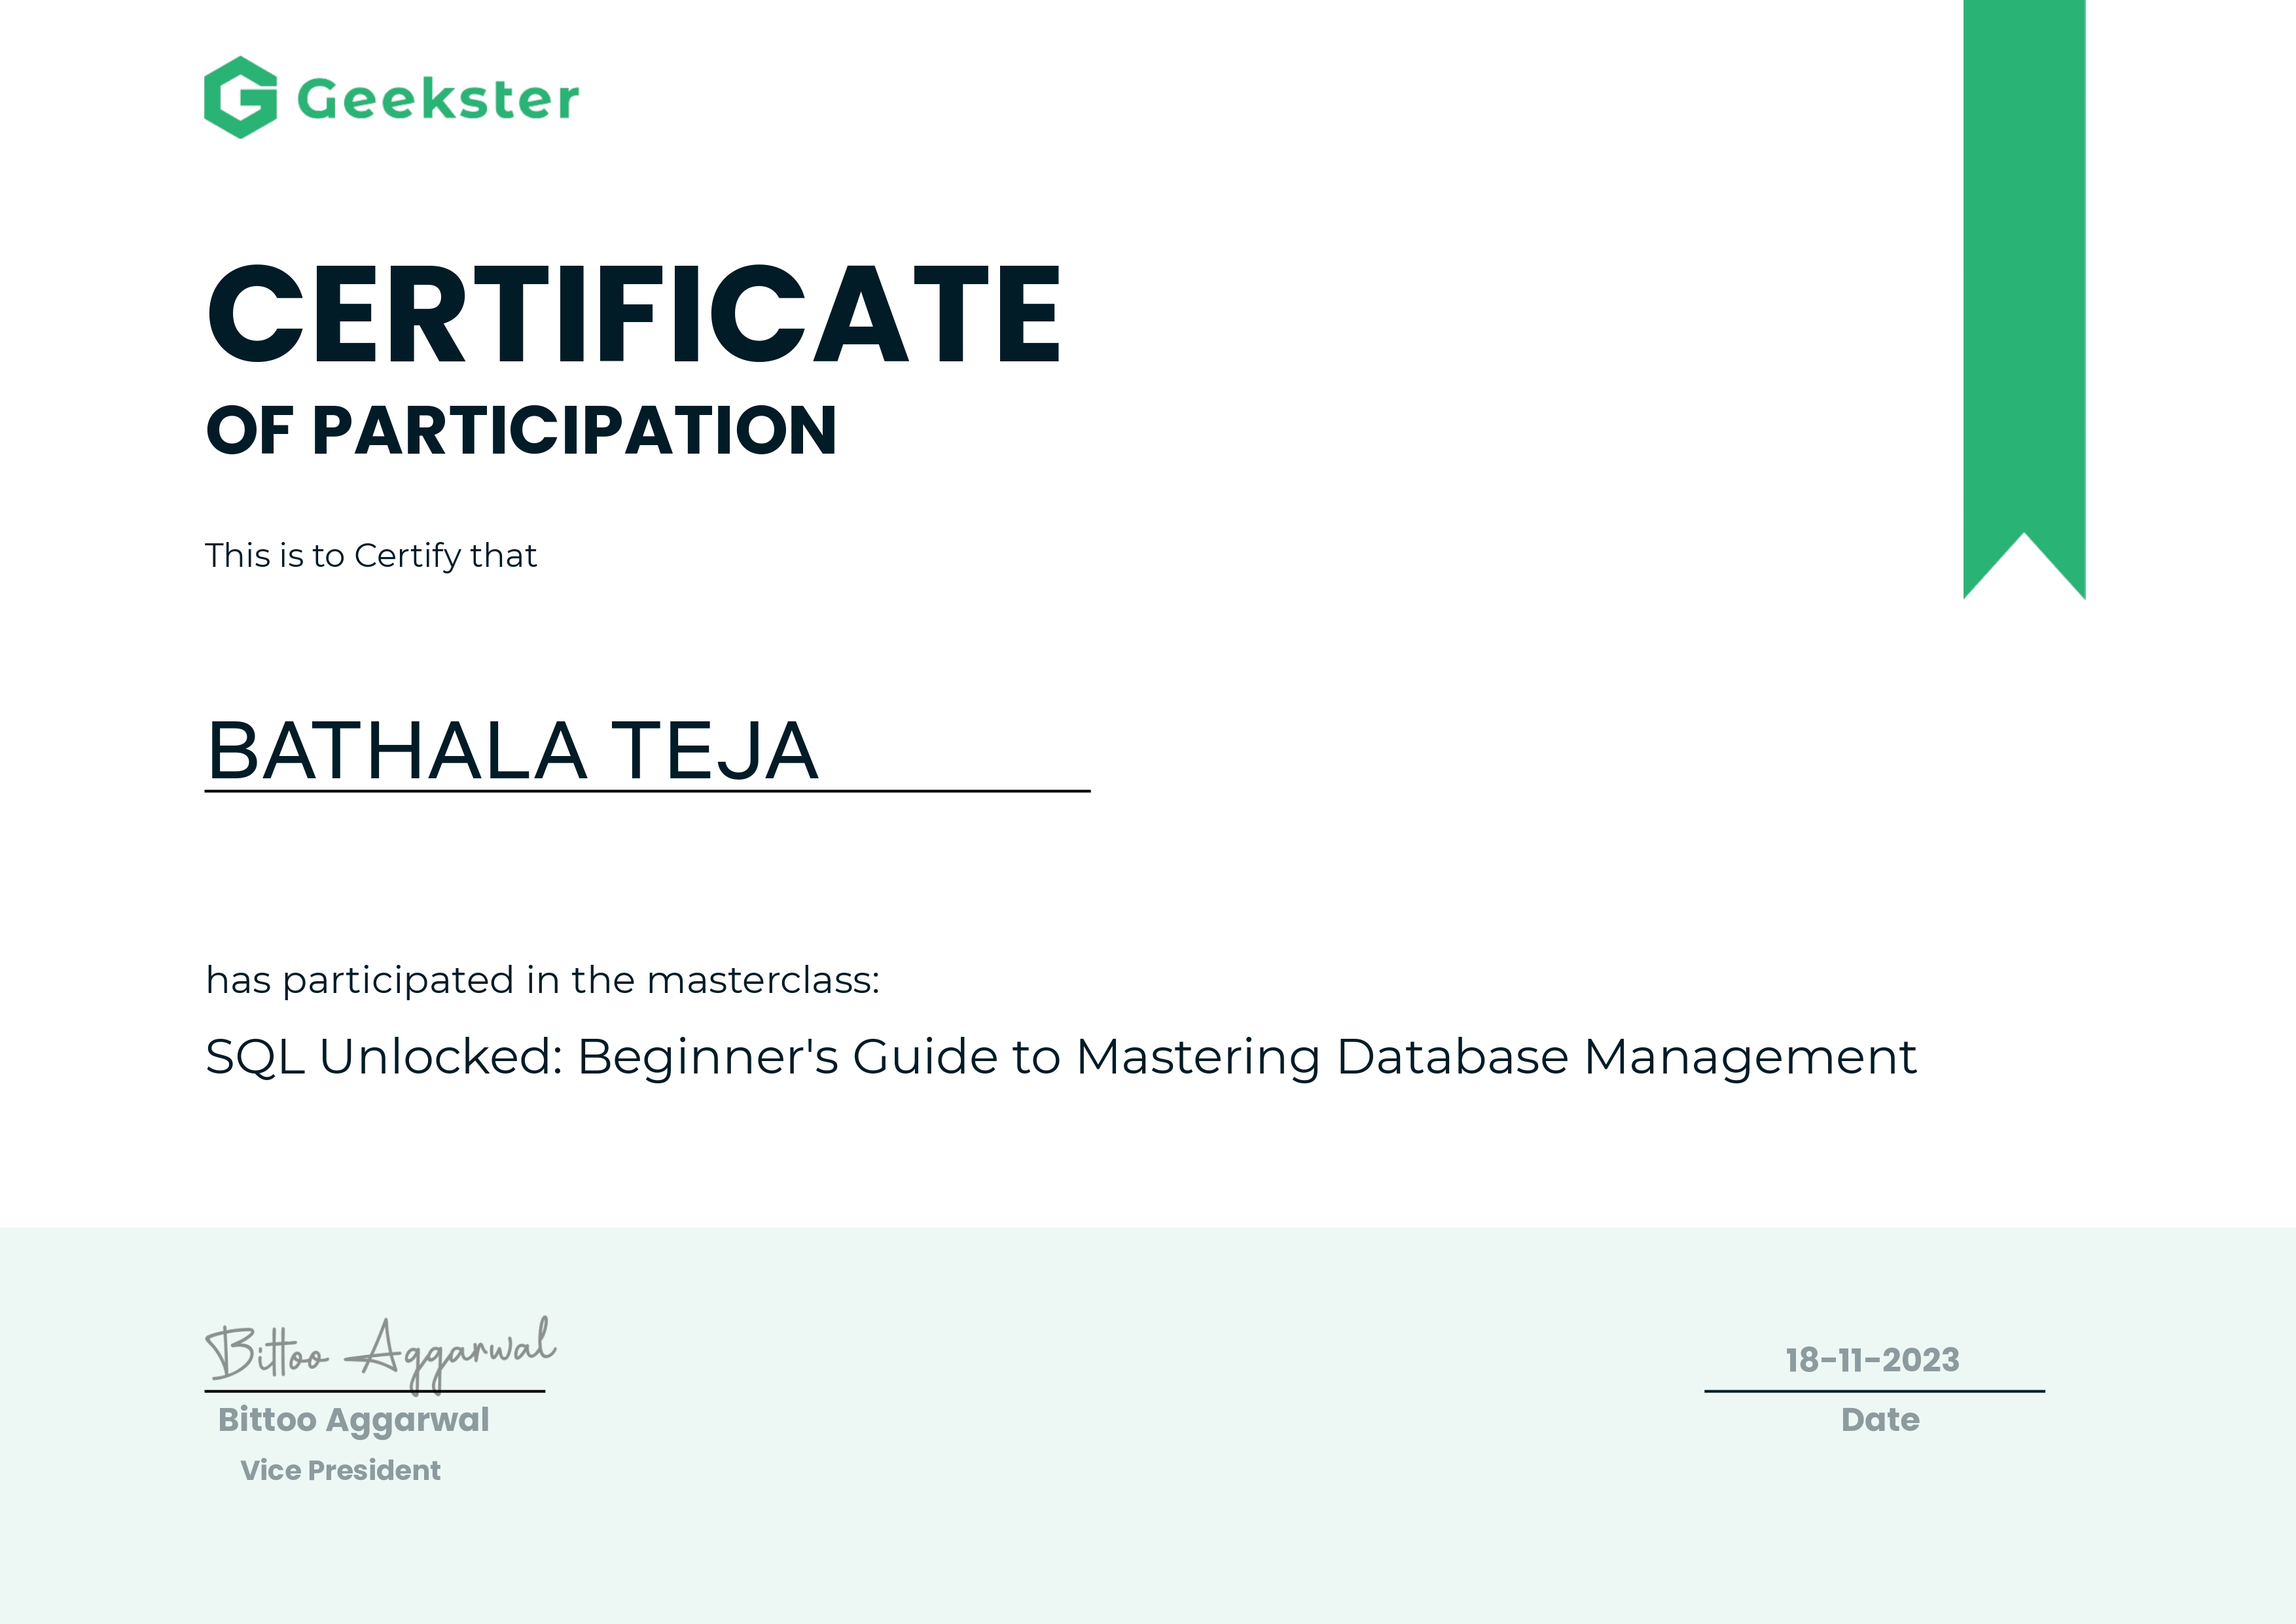 Geekster
CERTIFICATE
OF PARTICIPATION
This is to Certify that
BATHALA TEJA
has participated in the masterclass:
SQL Unlocked: Beginner's Guide to Mastering Database Management
Bittoo Aggarwal
18-11-2023
Bittoo Aggarwal
Date
Vice President